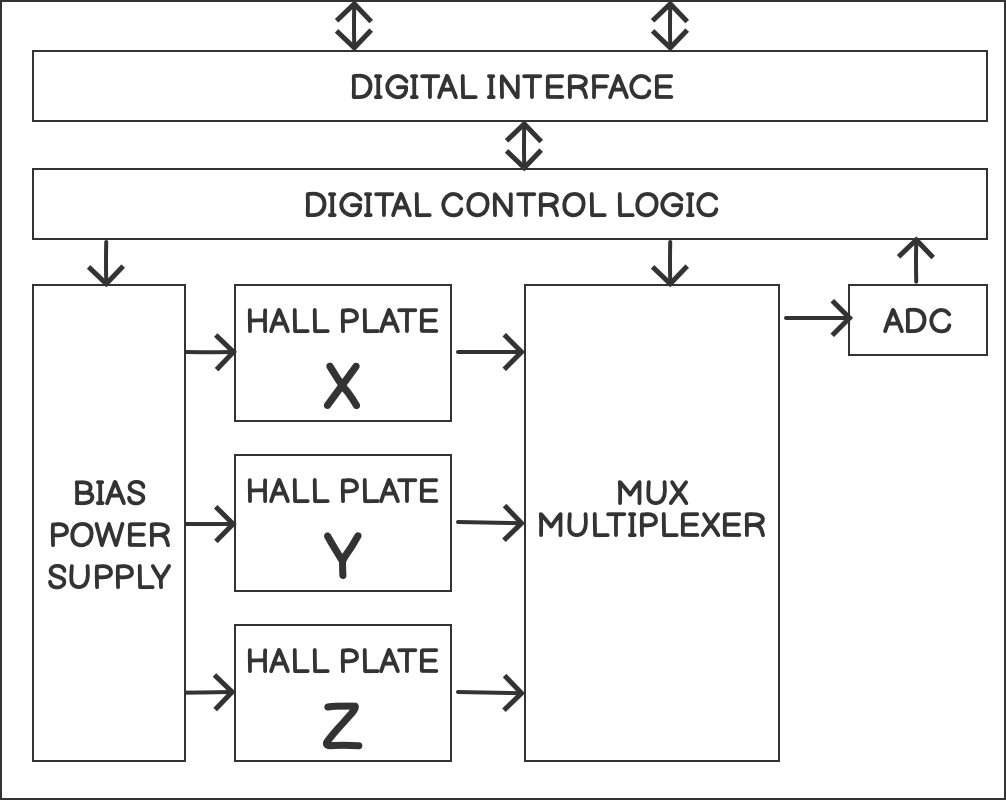 DIGITAL INTERFACE
DIGITAL CONTROL LOGIC
HALL PLATE
X
ADC
BIAS
POWER
SUPPLY
HALL PLATE
Y
MUX
MULTIPLEXER
HALL PLATE
Z